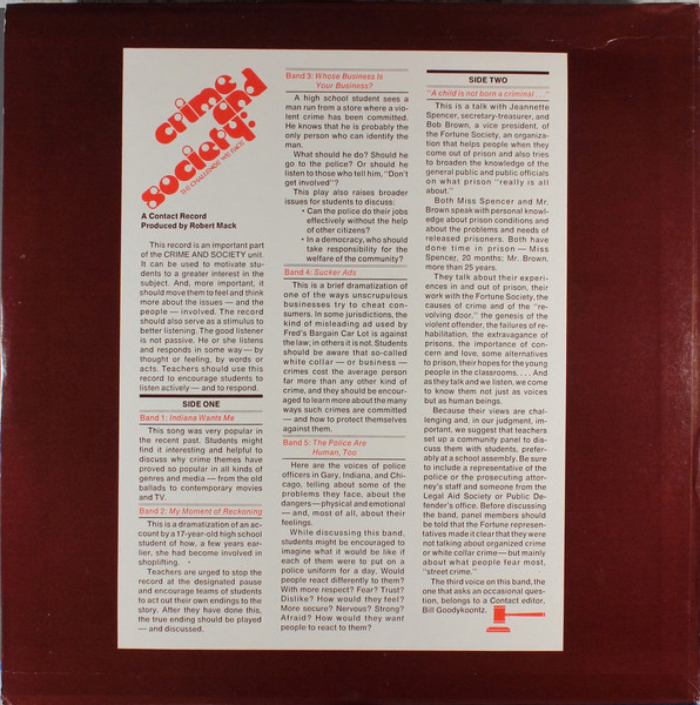 crime
and
society:
THE CHALLENGE WE FACE
A Contact Record
Produced by Robert Mack
This record is an important part
of the CRIME AND SOCIETY unit.
It can be used to motivate stu-
dents to a greater interest in the
subject. And, more important, it
should move them to feel and think
more about the issues — and the
people — involved. The record
should also serve as a stimulus to
better listening. The good listener
is not passive. He or she listens
and responds in some way — by
thought or feeling, by words or
acts. Teachers should use this
record to encourage students to
listen actively — and to respond.
SIDE ONE
Band 1: Indiana Wants Me
This song was very popular in
the recent past. Students might
find it interesting and helpful to
discuss why crime themes have
proved so popular in all kinds of
genres and media — from the old
ballads to contemporary movies
and TV.
Band 2: My Moment of Reckoning
This is a dramatization of an ac-
count by a 17-year-old high school
student of how, a few years ear-
lier, she had become involved in
shoplifting.
Teachers are urged to stop the
record at the designated pause
and encourage teams of students
to act out their own endings to the
story. After they have done this,
the true ending should be played
— and discussed.
Band 3: Whose Business Is
Your Business?
A high school student sees a
man run from a store where a vio-
lent crime has been committed.
He knows that he is probably the
only person who can identify the
man.
What should he do? Should he
go to the police? Or should he
listen to those who tell him, "Don't
get involved"?
This play also raises broader
issues for students to discuss:
• Can the police do their jobs
effectively without the help
of other citizens?
• In a democracy, who should
take responsibility for the
welfare of the community?
Band 4: Sucker Ads
This is a brief dramatization of
one of the ways unscrupulous
businesses try to cheat con-
sumers. In some jurisdictions, the
kind of misleading ad used by
Fred's Bargain Car Lot is against
the law; in others it is not. Students
should be aware that so-called
white collar — or business —
crimes cost the average person
far more than any other kind of
crime, and they should be encour-
aged to learn more about the many
ways such crimes are committed
— and how to protect themselves
against them.
Band 5: The Police Are
Human, Too
Here are the voices of police
officers in Gary, Indiana, and Chi-
cago, telling about some of the
problems they face, about the
dangers — physical and emotional
— and, most of all, about their
feelings.
While discussing this band,
students might be encouraged to
imagine what it would be like if
each of them were to put on a
police uniform for a day. Would
people react differently to them?
With more respect? Fear? Trust?
Dislike? How would they feel?
More secure? Nervous? Strong?
Afraid? How would they want
people to react to them?
SIDE TWO
"A child is not born a criminal . . ."
This is a talk with Jeannette
Spencer, secretary-treasurer, and
Bob Brown, a vice president, of
the Fortune Society, an organiza-
tion that helps people when they
come out of prison and also tries
to broaden the knowledge of the
general public and public officials
on what prison "really is all
about."
Both Miss Spencer and Mr.
Brown speak with personal knowl-
edge about prison conditions and
about the problems and needs of
released prisoners. Both have
done time in prison — Miss
Spencer, 20 months; Mr. Brown,
more than 25 years.
They talk about their experi-
ences in and out of prison, their
work with the Fortune Society, the
causes of crime and of the "re-
volving door," the genesis of the
violent offender, the failures of re-
habilitation, the extravagance of
prisons, the importance of con-
cern and love, some alternatives
to prison, their hopes for the young
people in the classrooms. . . . And
as they talk and we listen, we come
to know them not just as voices
but as human beings.
Because their views are chal-
lenging and, in our judgment, im-
portant, we suggest that teachers
set up a community panel to dis-
cuss them with students, prefer-
ably at a school assembly. Be sure
to include a representative of the
police or the prosecuting attor-
ney's staff and someone from the
Legal Aid Society or Public De-
fender's office. Before discussing
the band, panel members should
be told that the Fortune represen-
tatives made it clear that they were
not talking about organized crime
or white collar crime — but mainly
about what people fear most,
"street crime."
The third voice on this band, the
one that asks an occasional ques-
tion, belongs to a Contact editor,
Bill Goodykoontz.